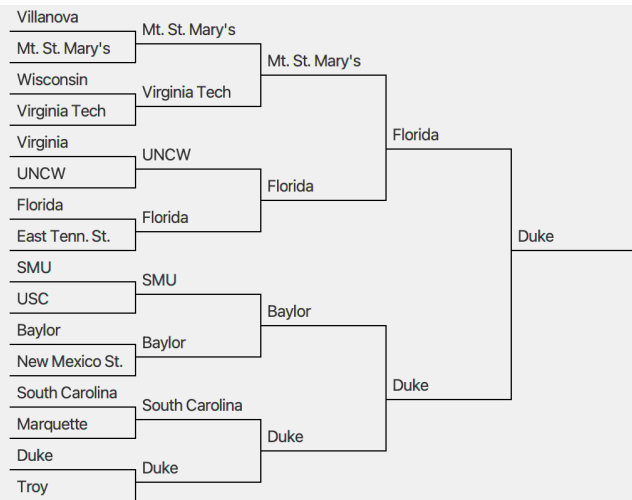 Villanova
Mt. St. Mary's
Mt. St. Mary's
Mt. St. Mary's
Wisconsin
Virginia Tech
Virginia Tech
Virginia
Florida
UNCW
UNCW
Florida
Florida
Florida
East Tenn. St.
Duke
SMU
SMU
USC
Baylor
Baylor
Baylor
New Mexico St.
Duke
South Carolina
South Carolina
Marquette
Duke
Duke
Duke
Troy